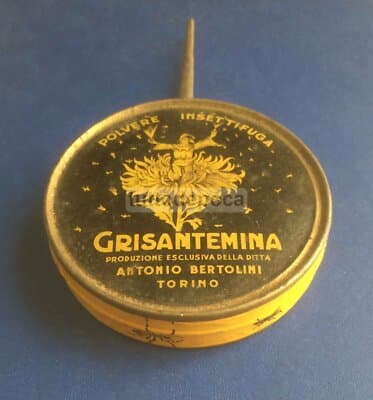 POLVERE INSETTIFUGA
GRISANTEMINA
PRODUZIONE ESCLUSIVA DELLA DITTA
ANTONIO BERTOLINI
TORINO